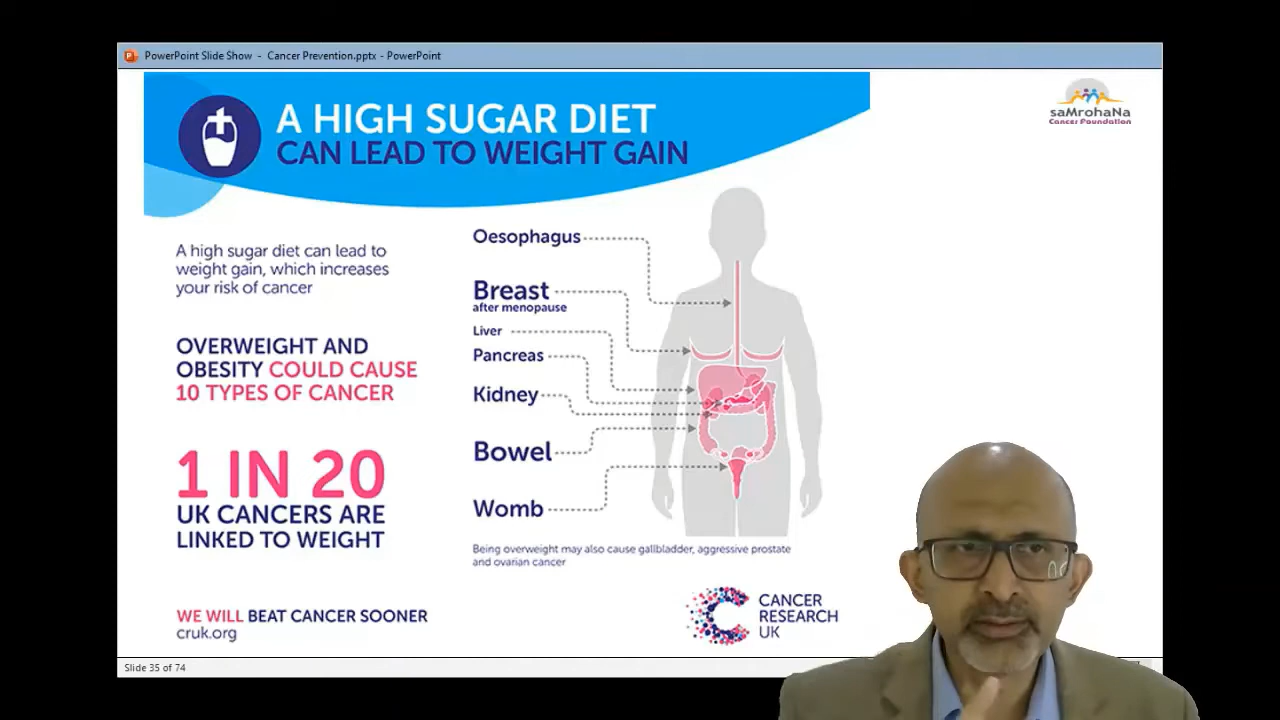 PowerPoint Slide Show - Cancer Prevention.pptx - PowerPoint
A HIGH SUGAR DIET
CAN LEAD TO WEIGHT GAIN
saMrohaNa
Cancer Foundation
A high sugar diet can lead to
weight gain, which increases
your risk of cancer
OVERWEIGHT AND
OBESITY COULD CAUSE
10 TYPES OF CANCER
1 IN 20
UK CANCERS ARE
LINKED TO WEIGHT
WE WILL BEAT CANCER SOONER
cruk.org
Oesophagus
Breast
after menopause
Liver
Pancreas
Kidney
Bowel
Womb
Being overweight may also cause gallbladder, aggressive prostate
and ovarian cancer
CANCER
RESEARCH
UK
Slide 35 of 74